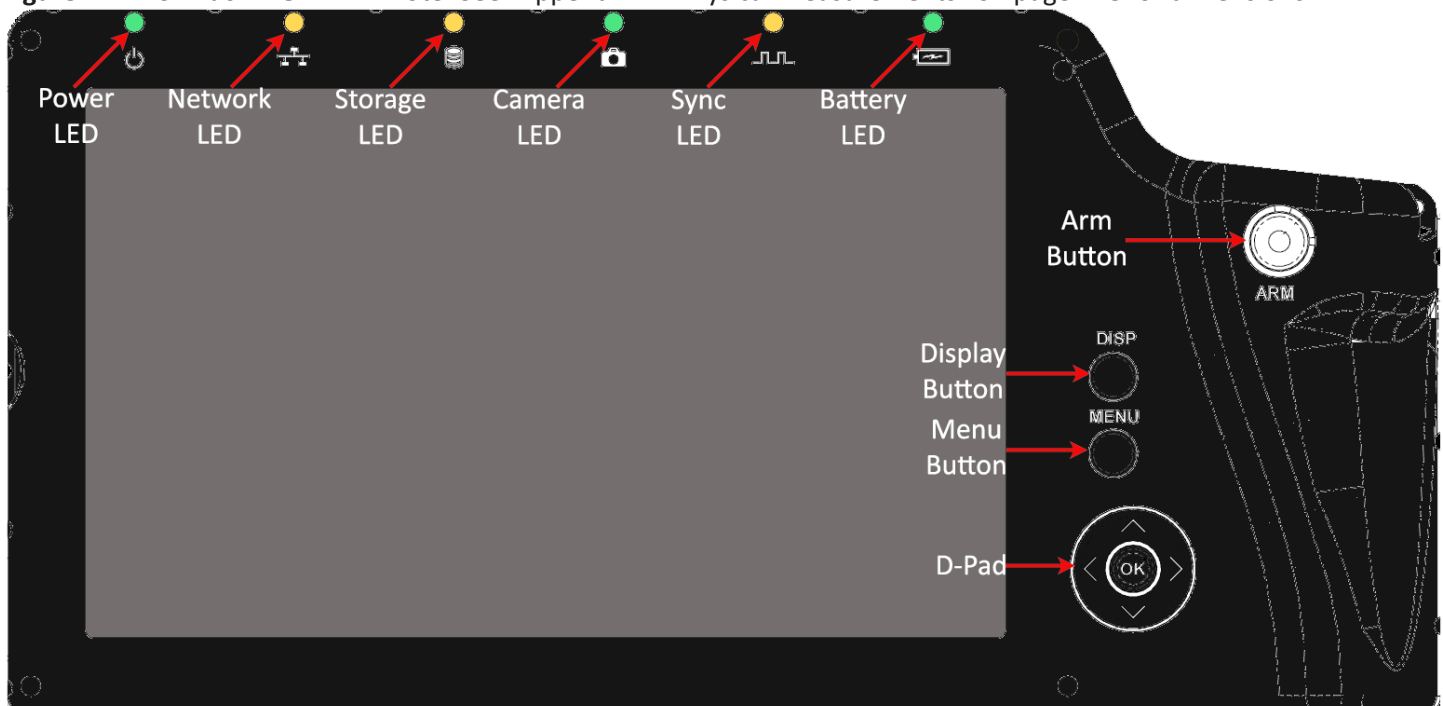 Power
LED
Network
LED
Storage
LED
Camera
LED
Sync
LED
Battery
LED
Arm
Button
ARM
DISP
Display
Button
MENU
Menu
Button
D-Pad
OK